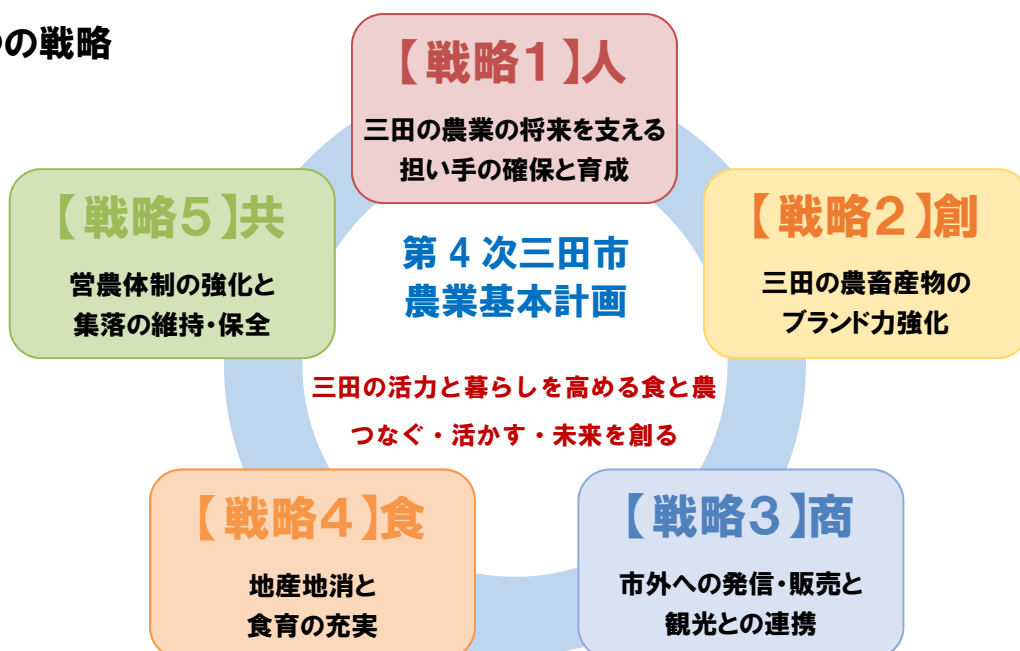 の戦略
【戦略1】人
三田の農業の将来を支える
担い手の確保と育成
【戦略2】創
三田の農畜産物の
ブランド力強化
【戦略3】商
市外への発信・販売と
観光との連携
【戦略4】食
地産地消と
食育の充実
【戦略5】共
営農体制の強化と
集落の維持・保全
第4次三田市
農業基本計画
三田の活力と暮らしを高める食と農
つなぐ・活かす・未来を創る